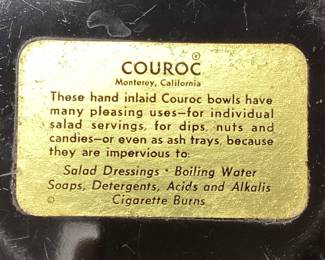 ®
COUROC
Monterey, California
These hand inlaid Couroc bowls have
many pleasing uses—for individual
salad servings, for dips, nuts and
candies—or even as ash trays, because
they are impervious to:
Salad Dressings • Boiling Water
Soaps, Detergents, Acids and Alkalis
Cigarette Burns